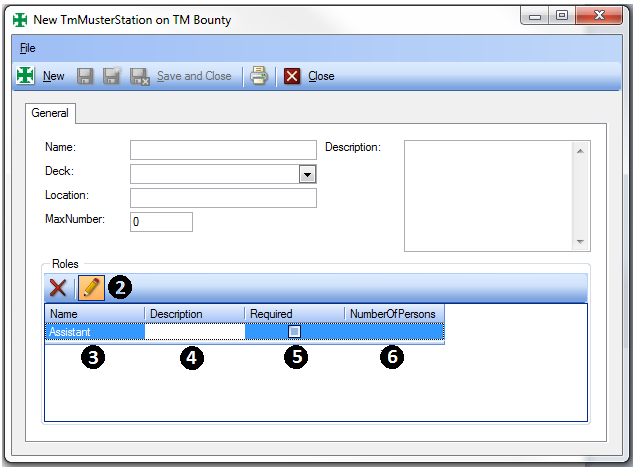 New TmMusterStation on TM Bounty
File
New Save and Close Close
General
Name: Description:
Deck:
Location:
MaxNumber: 0
Roles
2
Name Description Required NumberOfPersons
Assistant
3 4 5 6